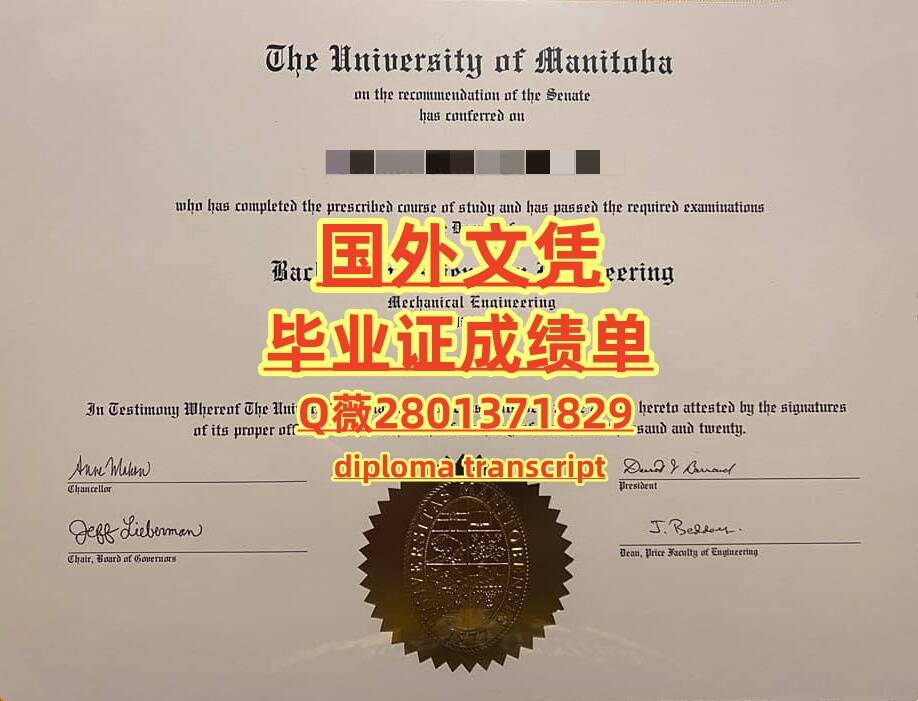 The University of Manitoba
on the recommendation of the Senate
has conferred on
who has completed the prescribed course of study and has passed the required examinations
国外文凭
Mechanical Engineering
毕业证成绩单
In Testimony Whereof The hereto attested by the signatures
Q薇2801371829
of its proper and twenty.
diploma transcript
Chancellor
President
Jeff Lieberman
Chair, Board of Governors
Dean, Price Faculty of Engineering
1877